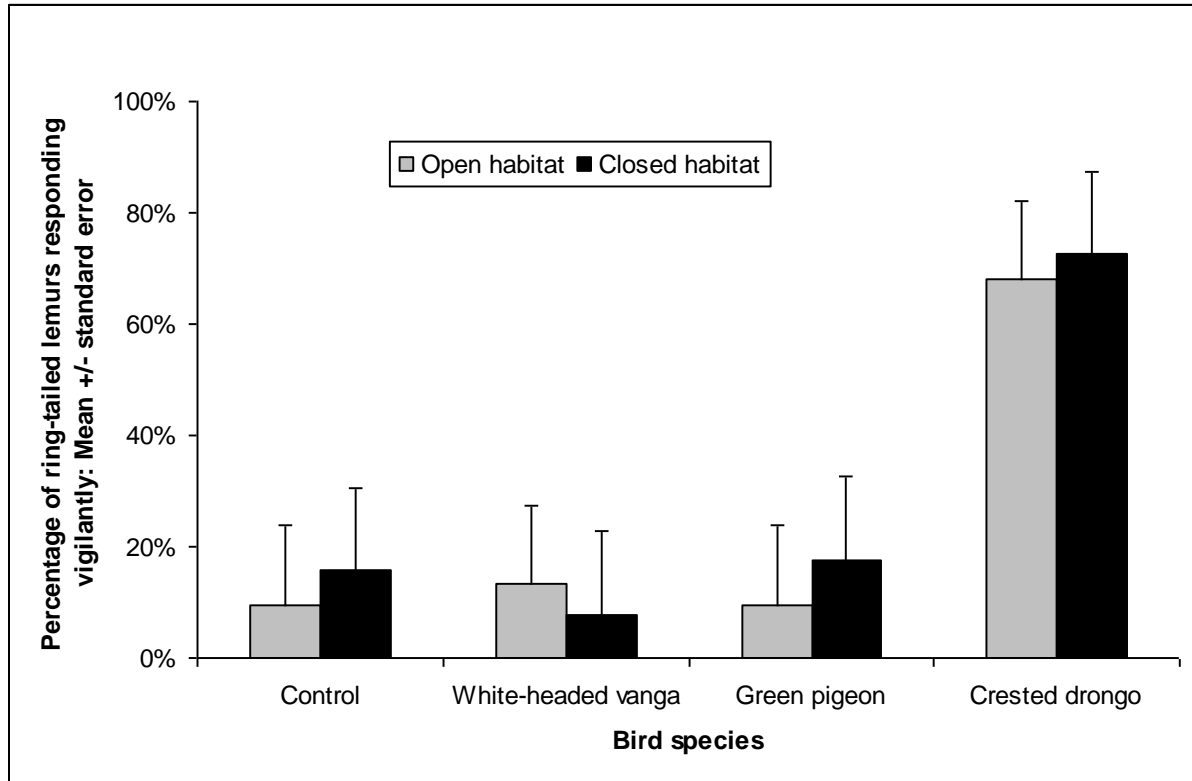 Percentage of ring-tailed lemurs responding
vigilantly: Mean +/- standard error
100%
80%
60%
40%
20%
0%
Open habitat Closed habitat
Control White-headed vanga Green pigeon Crested drongo
Bird species